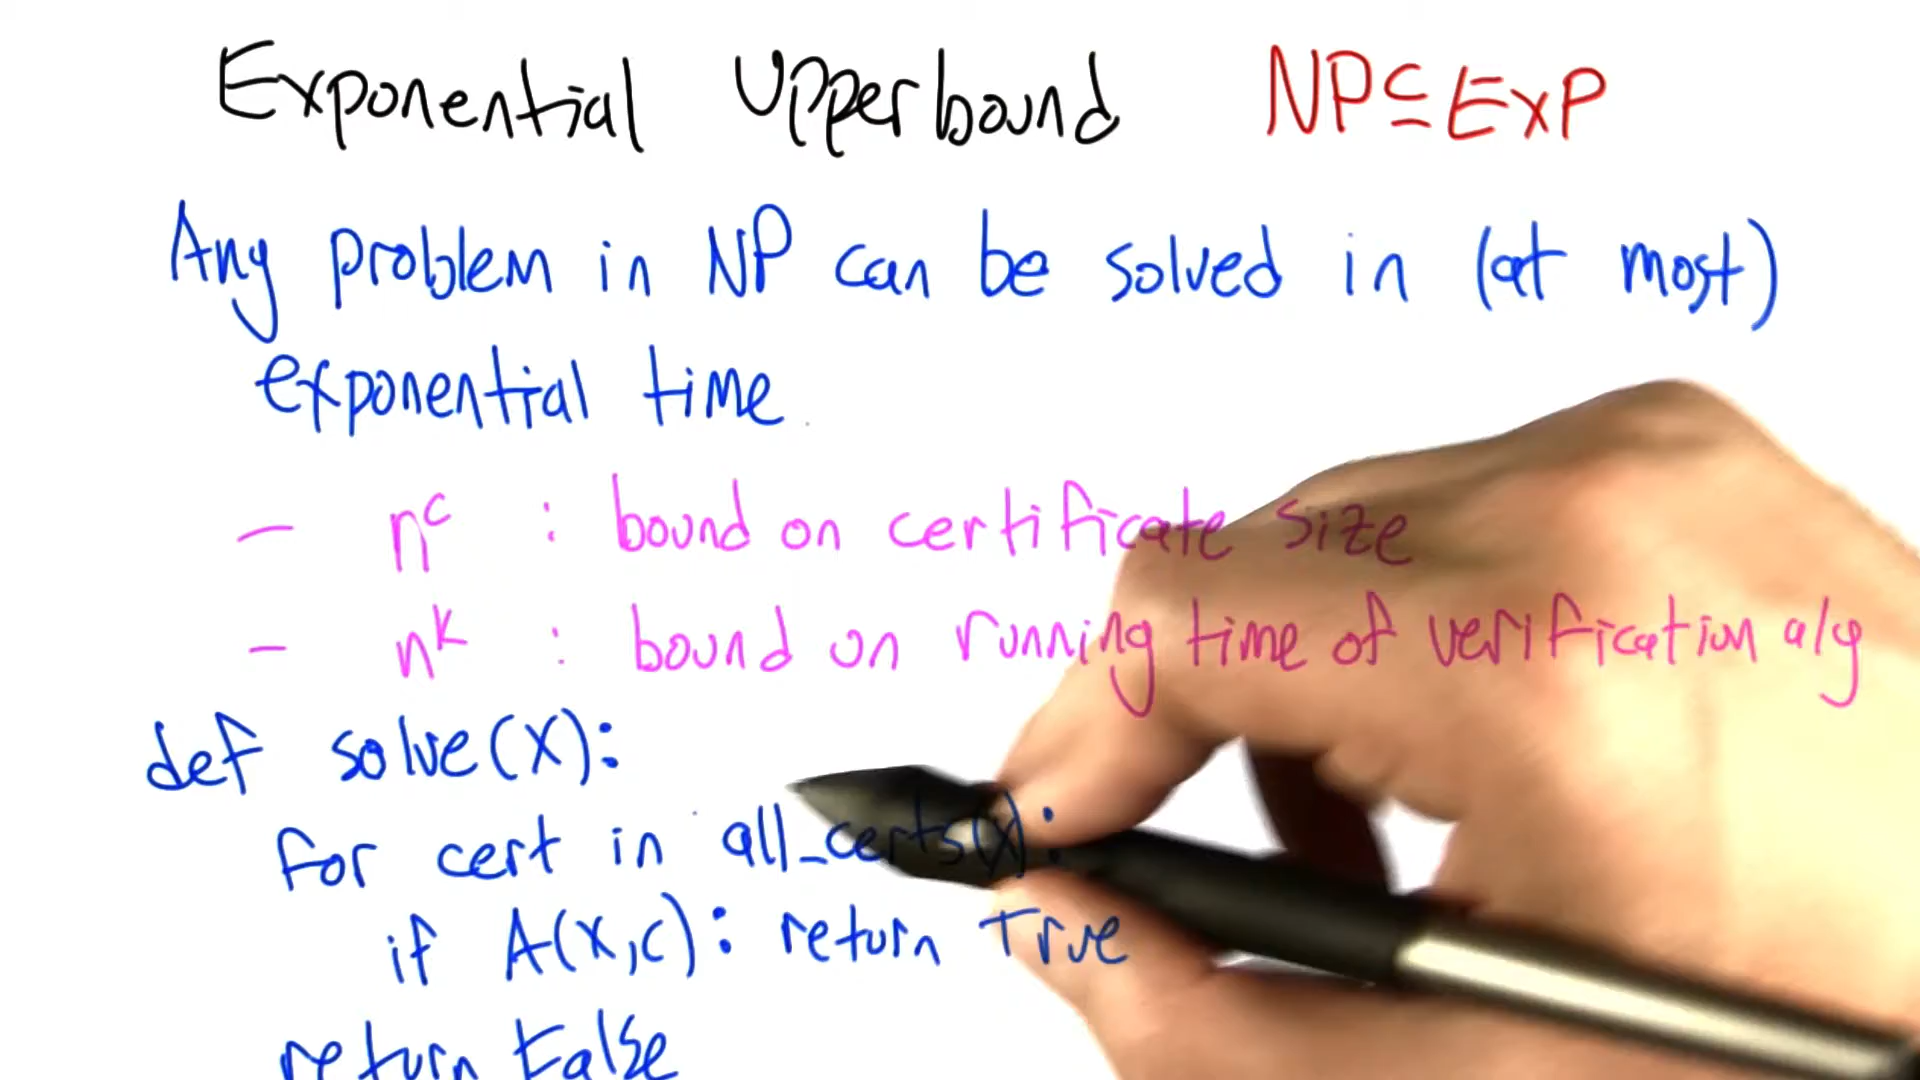 Exponential Upperbound NP⊆EXP
Any problem in NP can be solved in (at most)
exponential time
- n^c : bound on certificate size
- n^k : bound on running time of verification alg
def solve(x):
for cert in all_certs(x):
if A(x,c): return True
return False